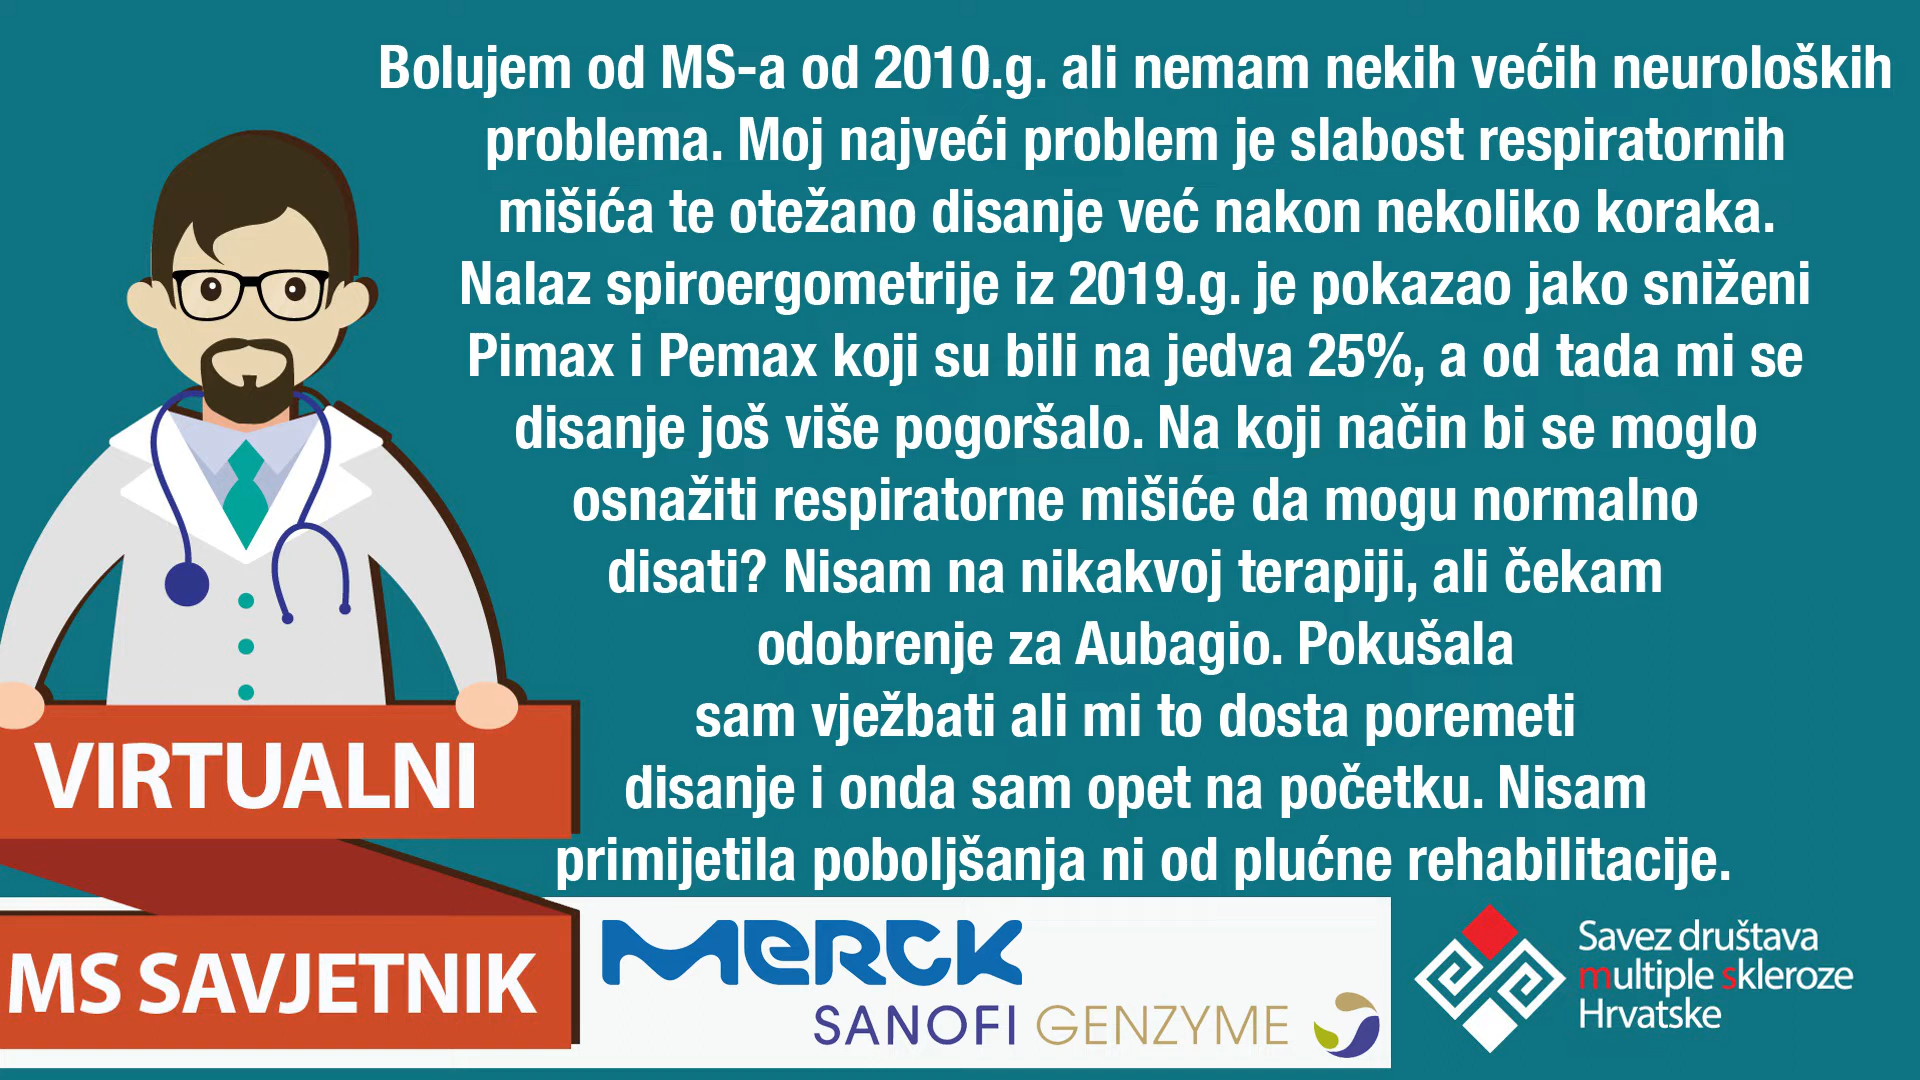 Bolujem od MS-a od 2010.g. ali nemam nekih većih neuroloških
problema. Moj najveći problem je slabost respiratornih
mišića te otežano disanje već nakon nekoliko koraka.
Nalaz spiroergometrije iz 2019.g. je pokazao jako sniženi
Pimax i Pemax koji su bili na jedva 25%, a od tada mi se
disanje još više pogoršalo. Na koji način bi se moglo
osnažiti respiratorne mišiće da mogu normalno
disati? Nisam na nikakvoj terapiji, ali čekam
odobrenje za Aubagio. Pokušala
sam vježbati ali mi to dosta poremeti
disanje i onda sam opet na početku. Nisam
primijetila poboljšanja ni od plućne rehabilitacije.
VIRTUALNI
MS SAVJETNIK
MERCK
SANOFI GENZYME
Savez društava
multiple skleroze
Hrvatske